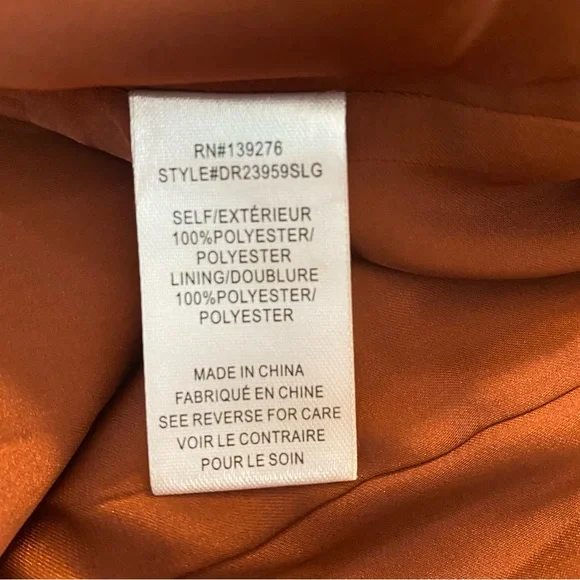 RN#139276
STYLE#DR23959SLG
SELF/EXTÉRIEUR
100%POLYESTER/
POLYESTER
LINING/DOUBLURE
100%POLYESTER/
POLYESTER
MADE IN CHINA
FABRIQUÉ EN CHINE
SEE REVERSE FOR CARE
VOIR LE CONTRAIRE
POUR LE SOIN